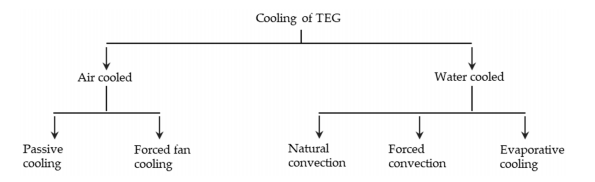 Cooling of TEG
Air cooled
Water cooled
Passive
cooling
Forced fan
cooling
Natural
convection
Forced
convection
Evaporative
cooling